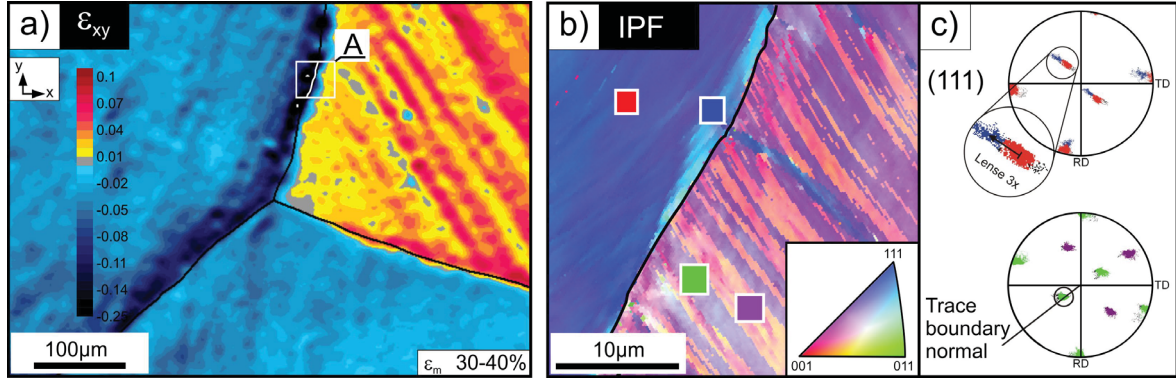 a) εxy
y
x
0.1
0.07
0.04
0.01
-0.02
-0.05
-0.08
-0.11
-0.14
-0.25
A
100µm
εm 30-40%
b) IPF
10µm
111
001
011
c)
(111)
TD
RD
Lense 3x
TD
RD
Trace
boundary
normal